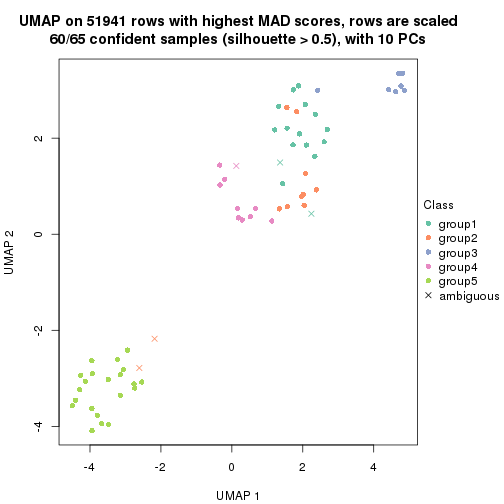 UMAP on 51941 rows with highest MAD scores, rows are scaled
60/65 confident samples (silhouette > 0.5), with 10 PCs
UMAP 2
2
0
-2
-4
-4
-2
0
2
4
UMAP 1
Class
group1
group2
group3
group4
group5
ambiguous